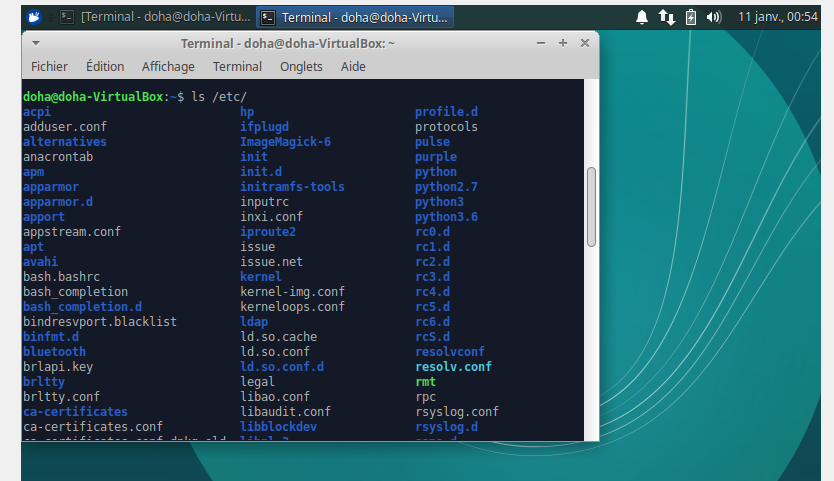 [Terminal - doha@doha-Virtu... Terminal - doha@doha-Virtu... 11 janv., 00:54
Terminal - doha@doha-VirtualBox: ~
Fichier Édition Affichage Terminal Onglets Aide
doha@doha-VirtualBox:~$ ls /etc/
acpi hp profile.d
adduser.conf ifplugd protocols
alternatives ImageMagick-6 pulse
anacrontab init purple
apm init.d python
apparmor initramfs-tools python2.7
apparmor.d inputrc python3
apport inxi.conf python3.6
appstream.conf iproute2 rc0.d
apt issue rc1.d
avahi issue.net rc2.d
bash.bashrc kernel rc3.d
bash_completion kernel-img.conf rc4.d
bash_completion.d kerneloops.conf rc5.d
bindresvport.blacklist ldap rc6.d
binfmt.d ld.so.cache rcS.d
bluetooth ld.so.conf resolvconf
brlapi.key ld.so.conf.d resolv.conf
brltty legal rmt
brltty.conf libao.conf rpc
ca-certificates libaudit.conf rsyslog.conf
ca-certificates.conf libblockdev rsyslog.d